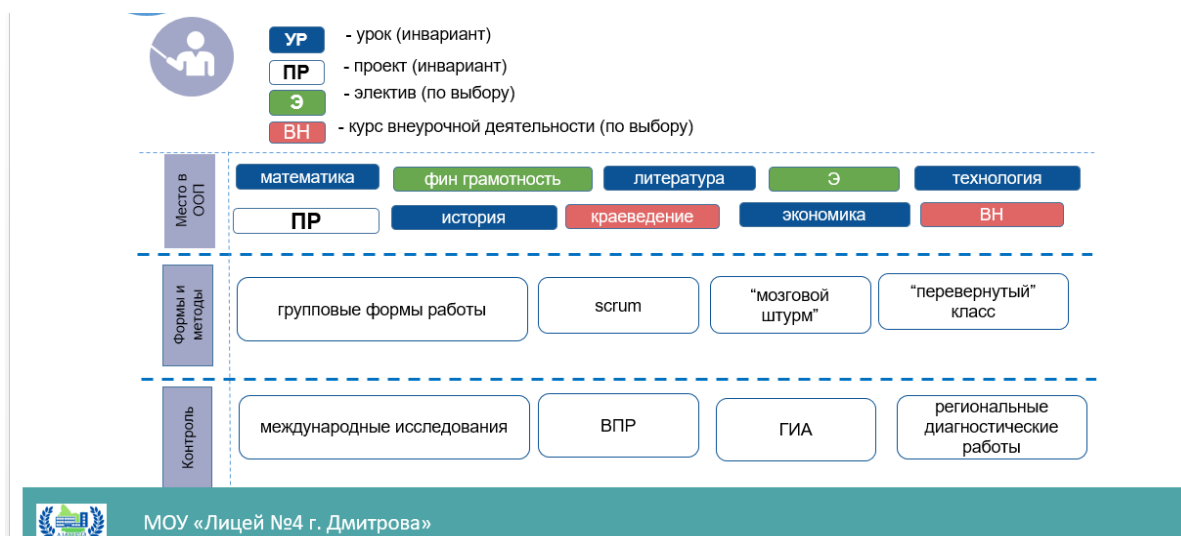 УР - урок (инвариант)
ПР - проект (инвариант)
Э - электив (по выбору)
ВН - курс внеурочной деятельности (по выбору)
Место в
ООП
математика фин грамотность литература Э технология
ПР история краеведение экономика ВН
Формы и
методы
групповые формы работы
scrum
“мозговой
штурм”
“перевернутый”
класс
Контроль
международные исследования
ВПР
ГИА
региональные
диагностические
работы
МОУ «Лицей №4 г. Дмитрова»